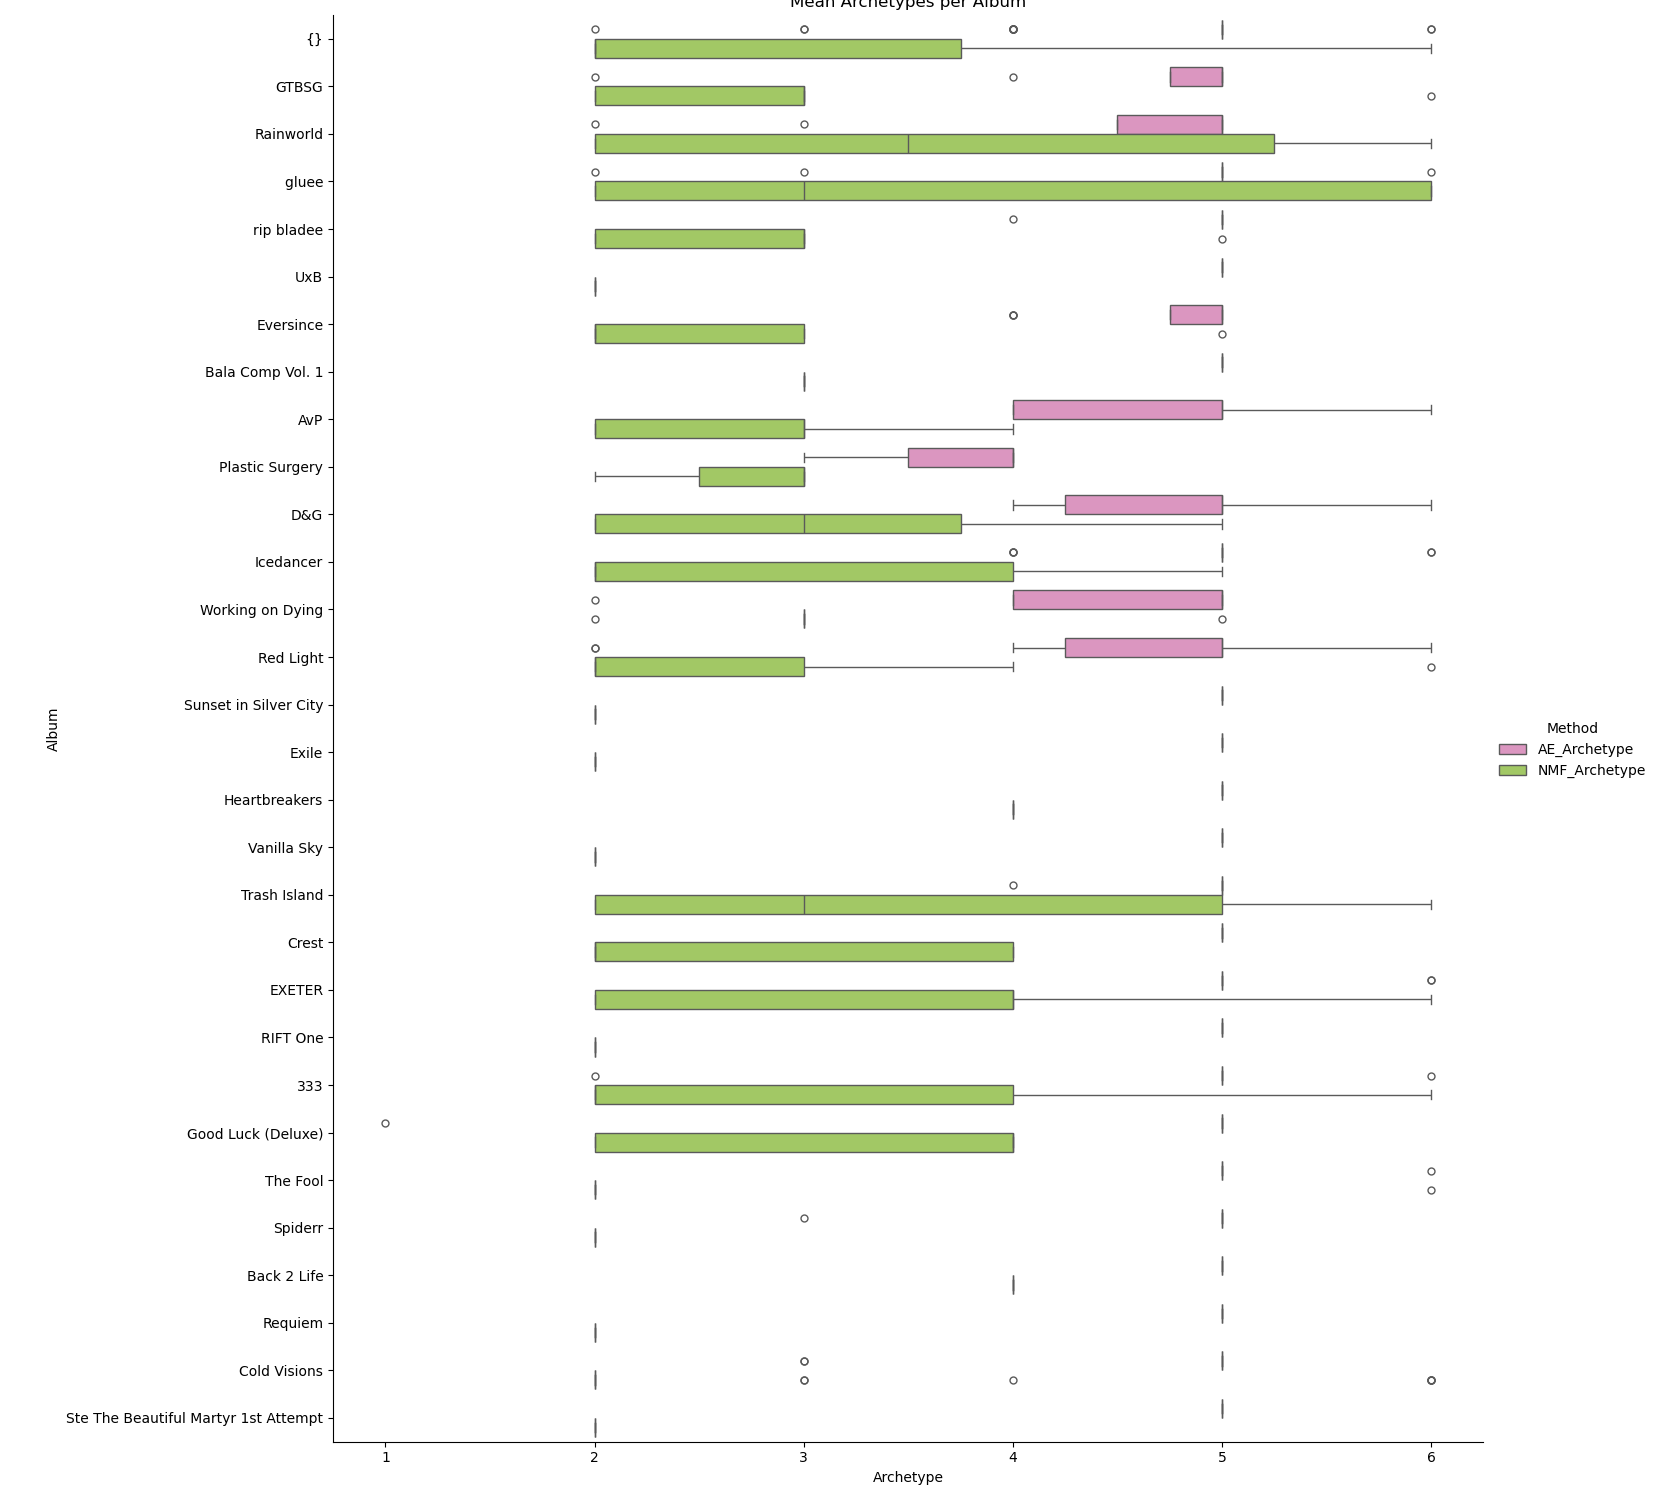 Mean Archetypes per Album
{}
GTBSG
Rainworld
gluee
rip bladee
UxB
Eversince
Bala Comp Vol. 1
AvP
Plastic Surgery
D&G
Icedancer
Working on Dying
Red Light
Sunset in Silver City
Exile
Heartbreakers
Vanilla Sky
Trash Island
Crest
EXETER
RIFT One
333
Good Luck (Deluxe)
The Fool
Spiderr
Back 2 Life
Requiem
Cold Visions
Ste The Beautiful Martyr 1st Attempt
Album
1 2 3 4 5 6
Archetype
Method
AE_Archetype
NMF_Archetype